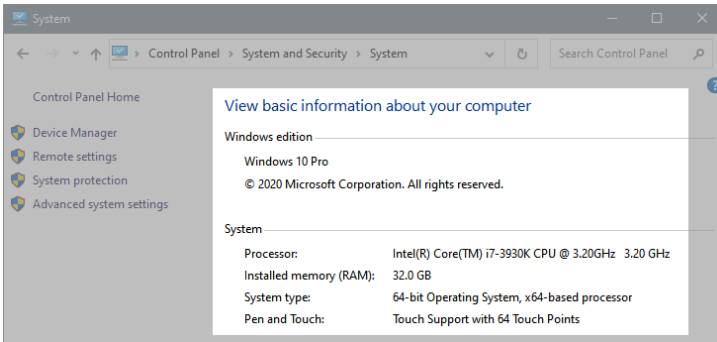 System
Control Panel > System and Security > System
Search Control Panel
Control Panel Home
Device Manager
Remote settings
System protection
Advanced system settings
?
View basic information about your computer
Windows edition
Windows 10 Pro
© 2020 Microsoft Corporation. All rights reserved.
System
Processor: Intel(R) Core(TM) i7-3930K CPU @ 3.20GHz 3.20 GHz
Installed memory (RAM): 32.0 GB
System type: 64-bit Operating System, x64-based processor
Pen and Touch: Touch Support with 64 Touch Points